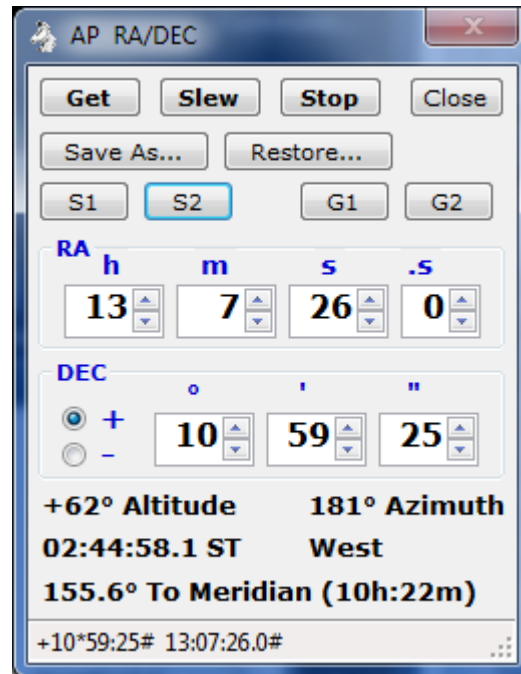 AP RA/DEC
Get Slew Stop Close
Save As... Restore...
S1 S2 G1 G2
RA
h m s .s
13 7 26 0
DEC
° ' "
+ 10 59 25
-
+62° Altitude 181° Azimuth
02:44:58.1 ST West
155.6° To Meridian (10h:22m)
+10*59:25# 13:07:26.0#